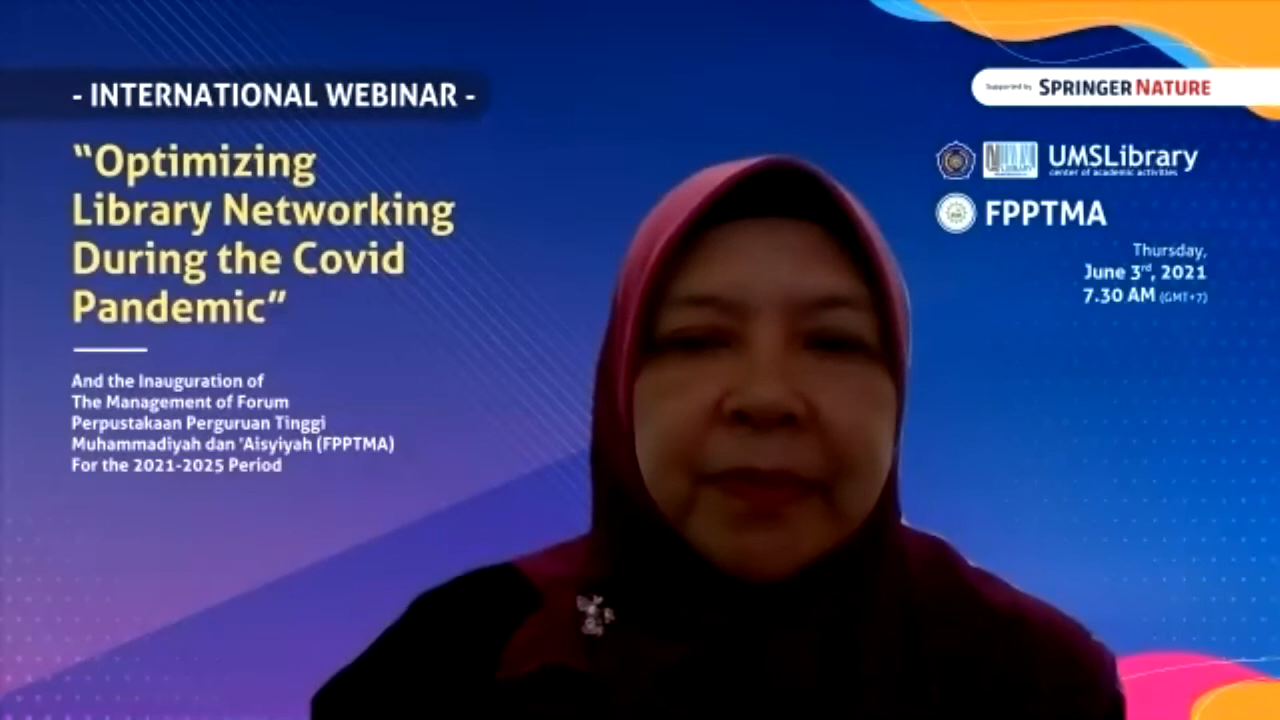 - INTERNATIONAL WEBINAR -
“Optimizing
Library Networking
During the Covid
Pandemic”
And the Inauguration of
The Management of Forum
Perpustakaan Perguruan Tinggi
Muhammadiyah dan 'Aisyiyah (FPPTMA)
For the 2021-2025 Period
Supported by SPRINGER NATURE
UMSLibrary
center of academic activities
FPPTMA
Thursday,
June 3rd, 2021
7.30 AM (GMT+7)